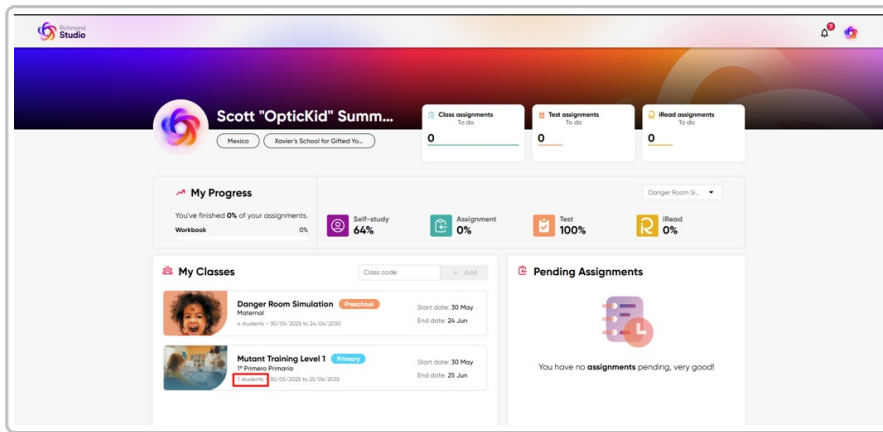 Richmond
Studio
7
Scott "OpticKid" Summ...
Mexico
Xavier's School for Gifted Yo...
Class assignments
To do
0
Test assignments
To do
0
iRead assignments
To do
0
My Progress
You've finished 0% of your assignments.
Workbook 0%
Danger Room Si...
Self-study
64%
Assignment
0%
Test
100%
iRead
0%
My Classes
Class code
+ Add
Danger Room Simulation Preschool
Maternal
4 students - 30/05/2025 to 24/06/2030
Start date: 30 May
End date: 24 Jun
Mutant Training Level 1 Primary
1º Primero Primaria
7 students - 30/05/2025 to 25/06/2035
Start date: 30 May
End date: 25 Jun
Pending Assignments
You have no assignments pending, very good!